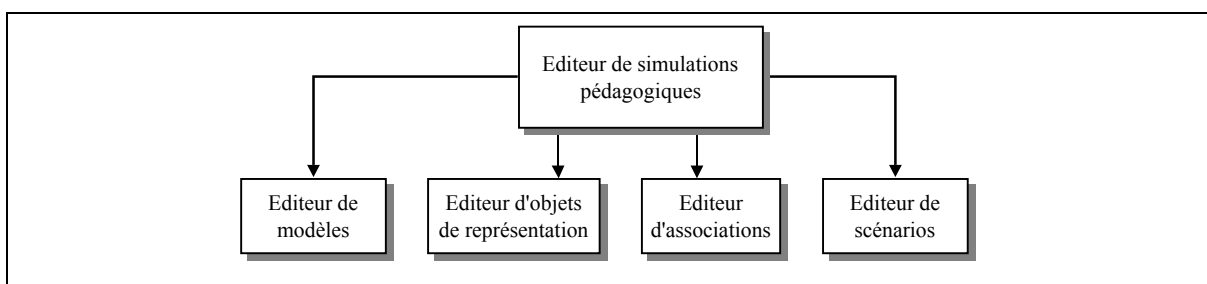 Editeur de simulations
pédagogiques
Editeur de
modèles
Editeur d'objets
de représentation
Editeur
d'associations
Editeur de
scénarios